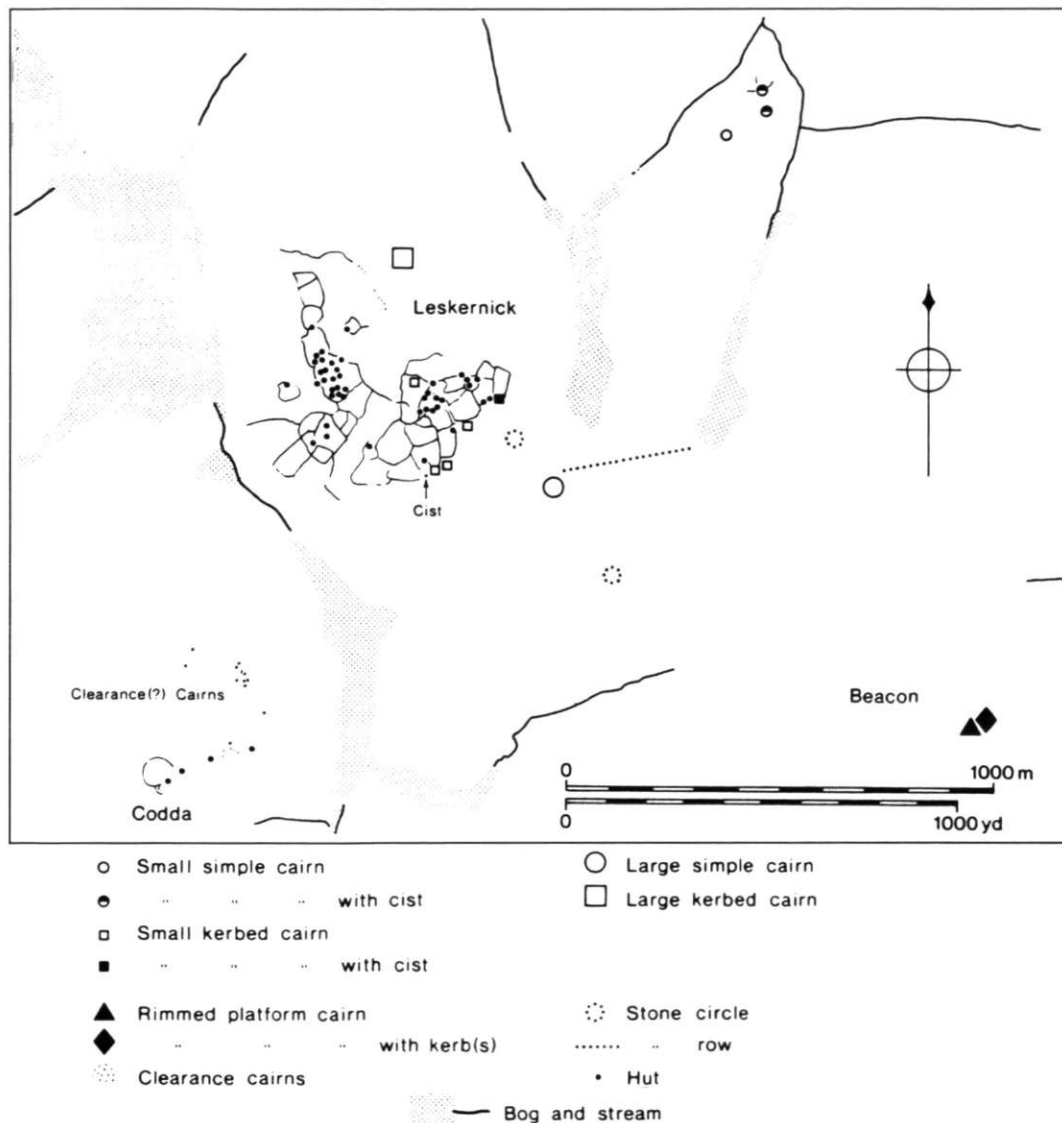 Leskernick
Cist
Clearance(?) Cairns
Beacon
Codda
0 1000 m
0 1000 yd
Small simple cairn
" " " with cist
Small kerbed cairn
" " " with cist
Rimmed platform cairn
" " " with kerb(s)
Clearance cairns
Large simple cairn
Large kerbed cairn
Stone circle
" row
Hut
Bog and stream